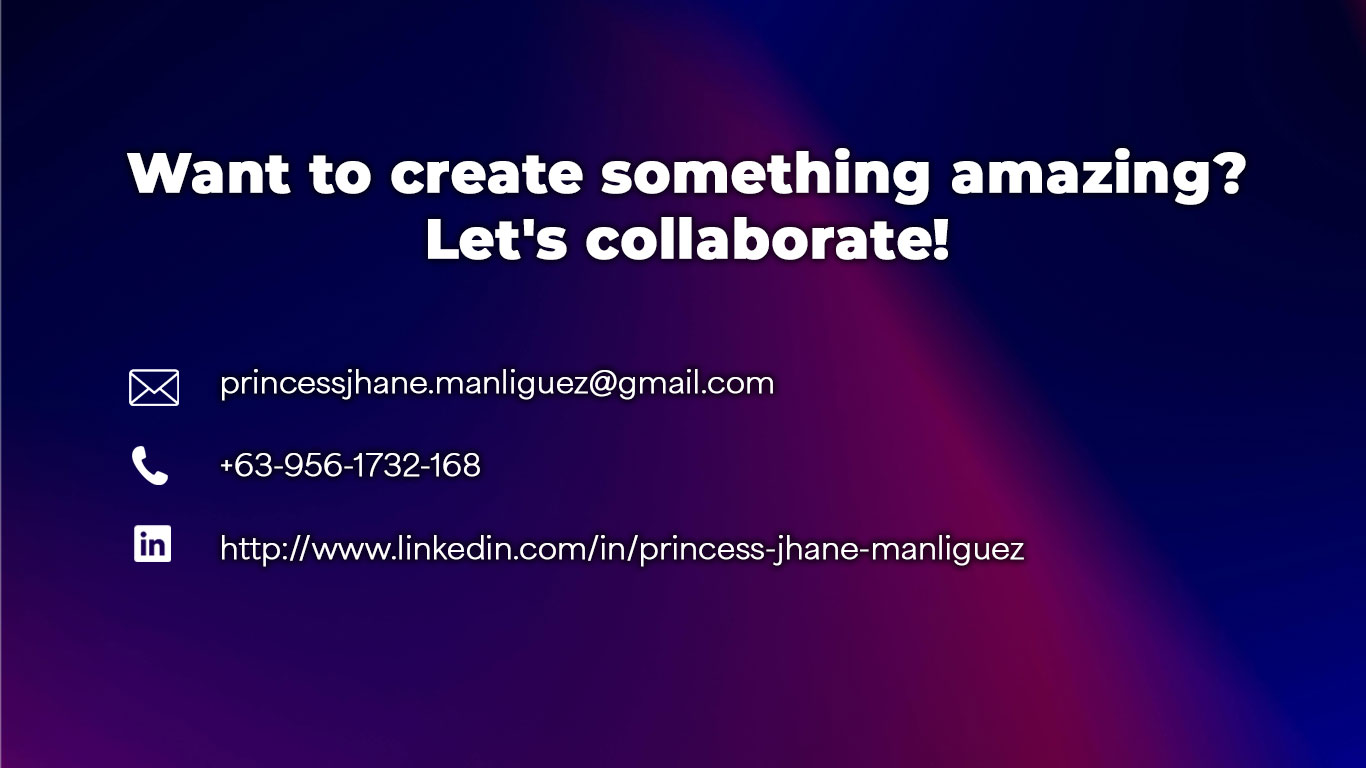 Want to create something amazing?
Let's collaborate!
princessjhane.manliguez@gmail.com
+63-956-1732-168
in
http://www.linkedin.com/in/princess-jhane-manliguez